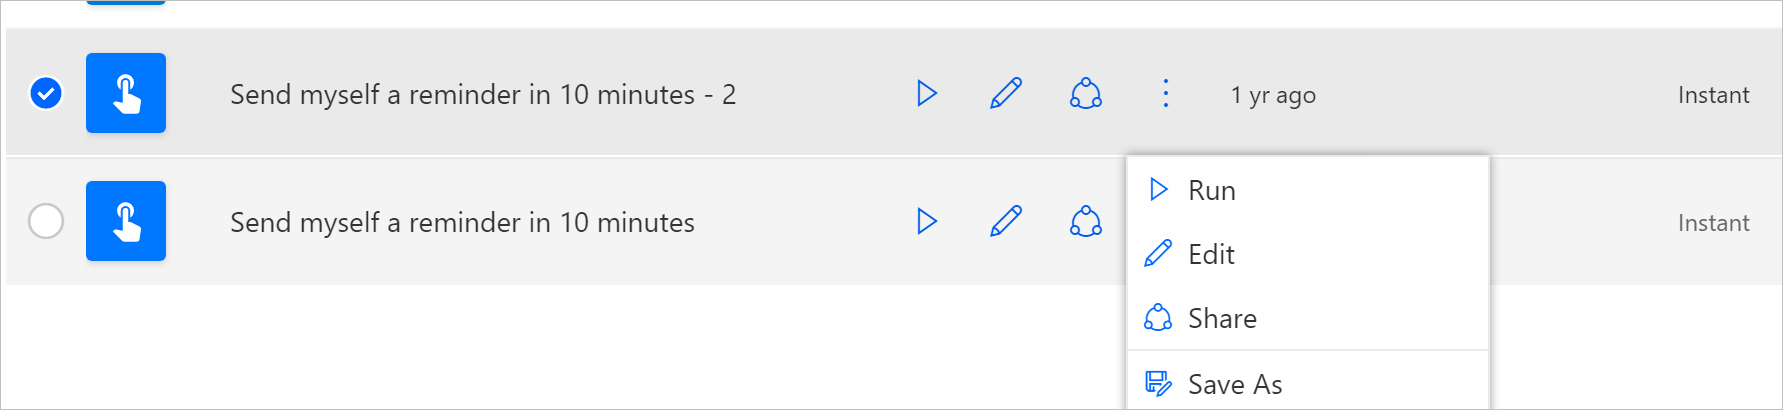 Send myself a reminder in 10 minutes - 2
1 yr ago
Instant
Send myself a reminder in 10 minutes
Instant
Run
Edit
Share
Save As